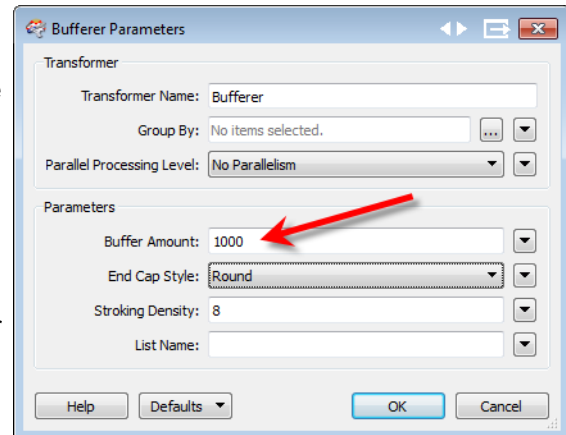 Bufferer Parameters
Transformer
Transformer Name: Bufferer
Group By: No items selected. ...
Parallel Processing Level: No Parallelism
Parameters
Buffer Amount: 1000
End Cap Style: Round
Stroking Density: 8
List Name:
Help Defaults OK Cancel